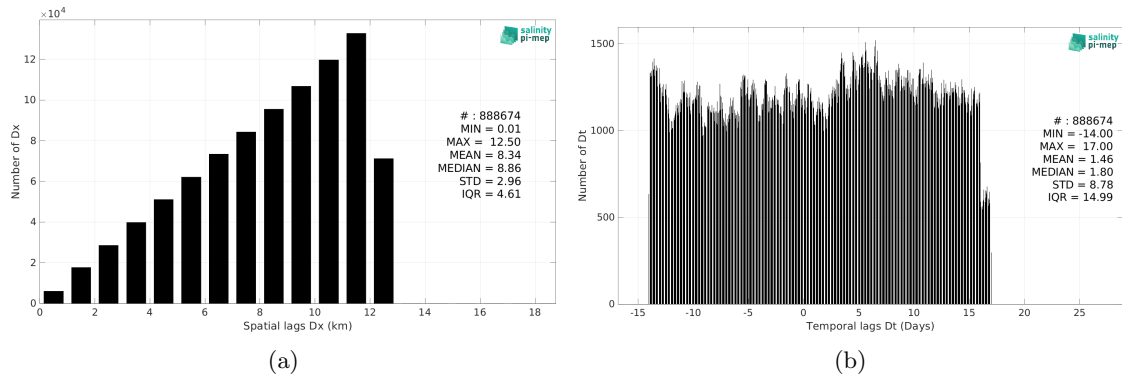 ×10^4
salinity
pi-mep
Number of Dx
12
10
8
6
4
2
0
# : 888674
MIN = 0.01
MAX = 12.50
MEAN = 8.34
MEDIAN = 8.86
STD = 2.96
IQR = 4.61
0 2 4 6 8 10 12 14 16 18
Spatial lags Dx (km)
(a)
salinity
pi-mep
Number of Dt
1500
1000
500
0
# : 888674
MIN = -14.00
MAX = 17.00
MEAN = 1.46
MEDIAN = 1.80
STD = 8.78
IQR = 14.99
-15 -10 -5 0 5 10 15 20 25
Temporal lags Dt (Days)
(b)